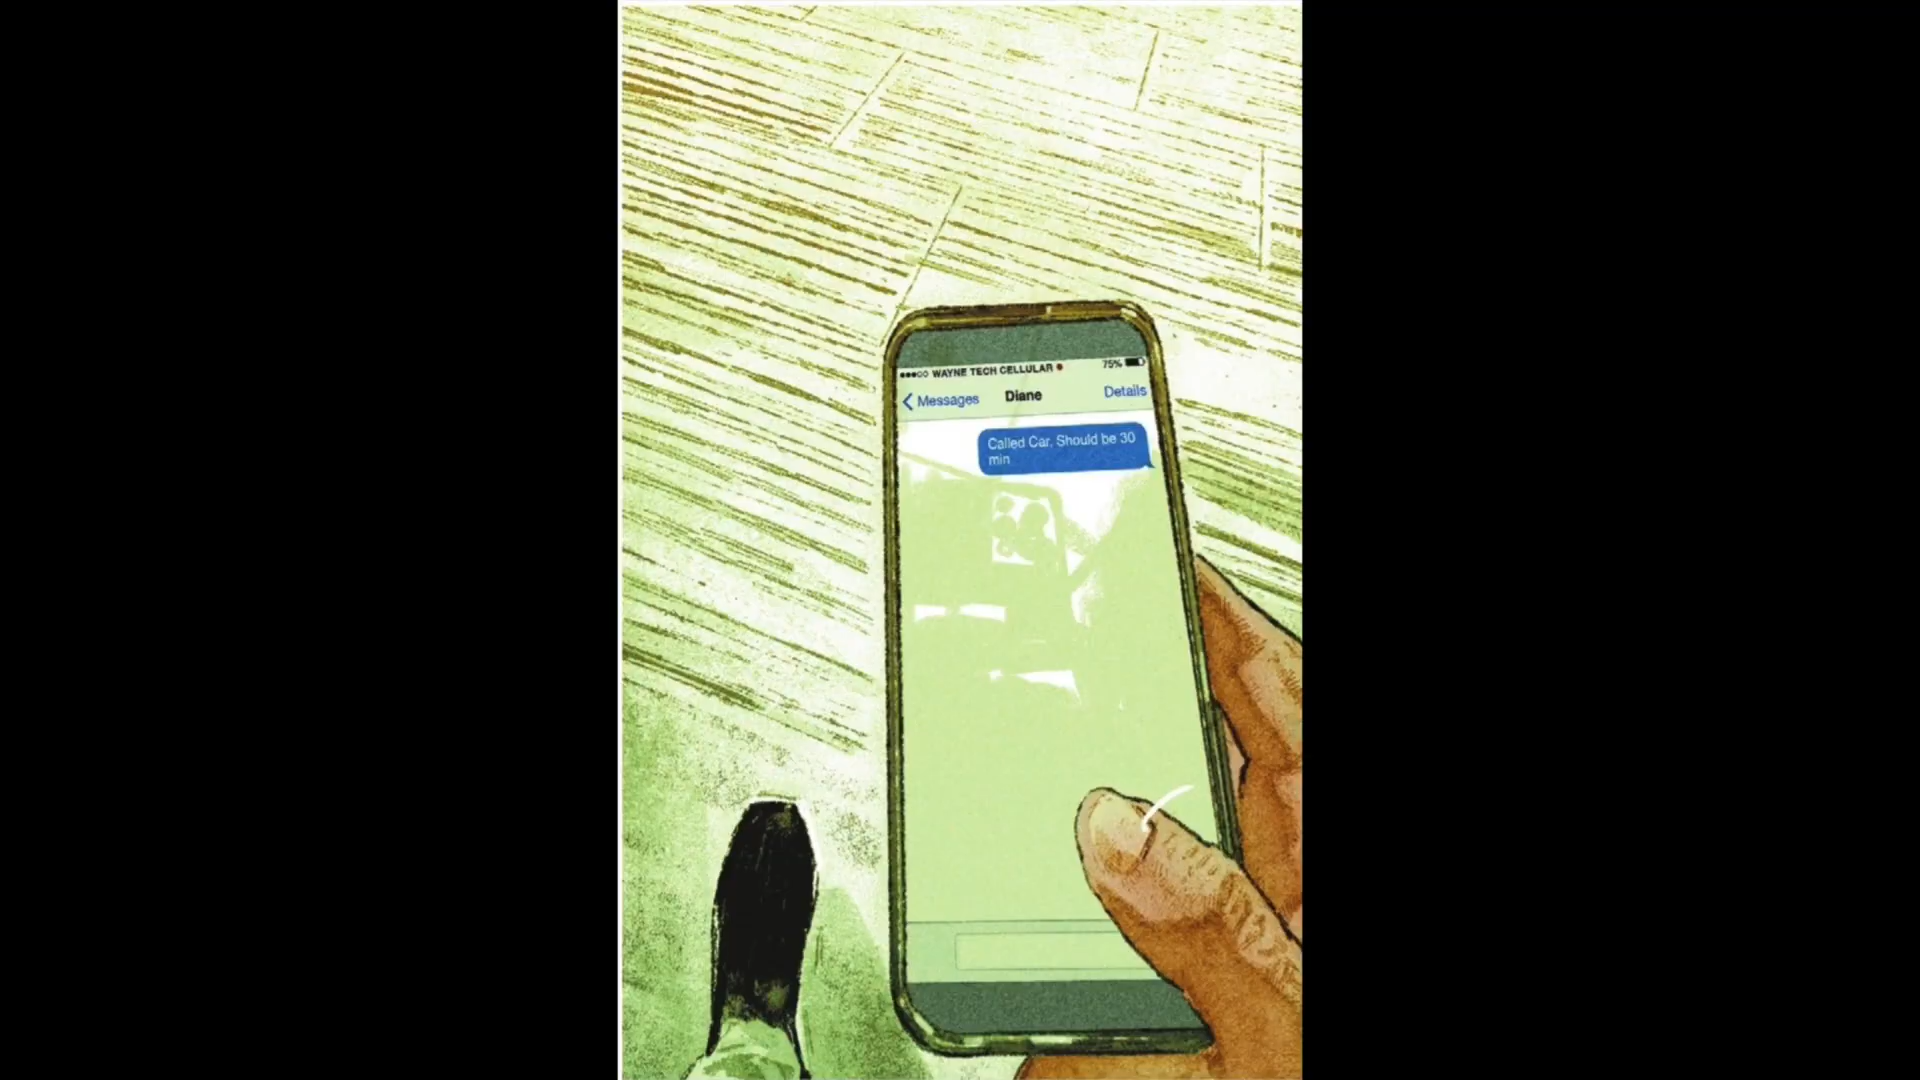 WAYNE TECH CELLULAR 75%
Messages Diane Details
Called Car. Should be 30
min